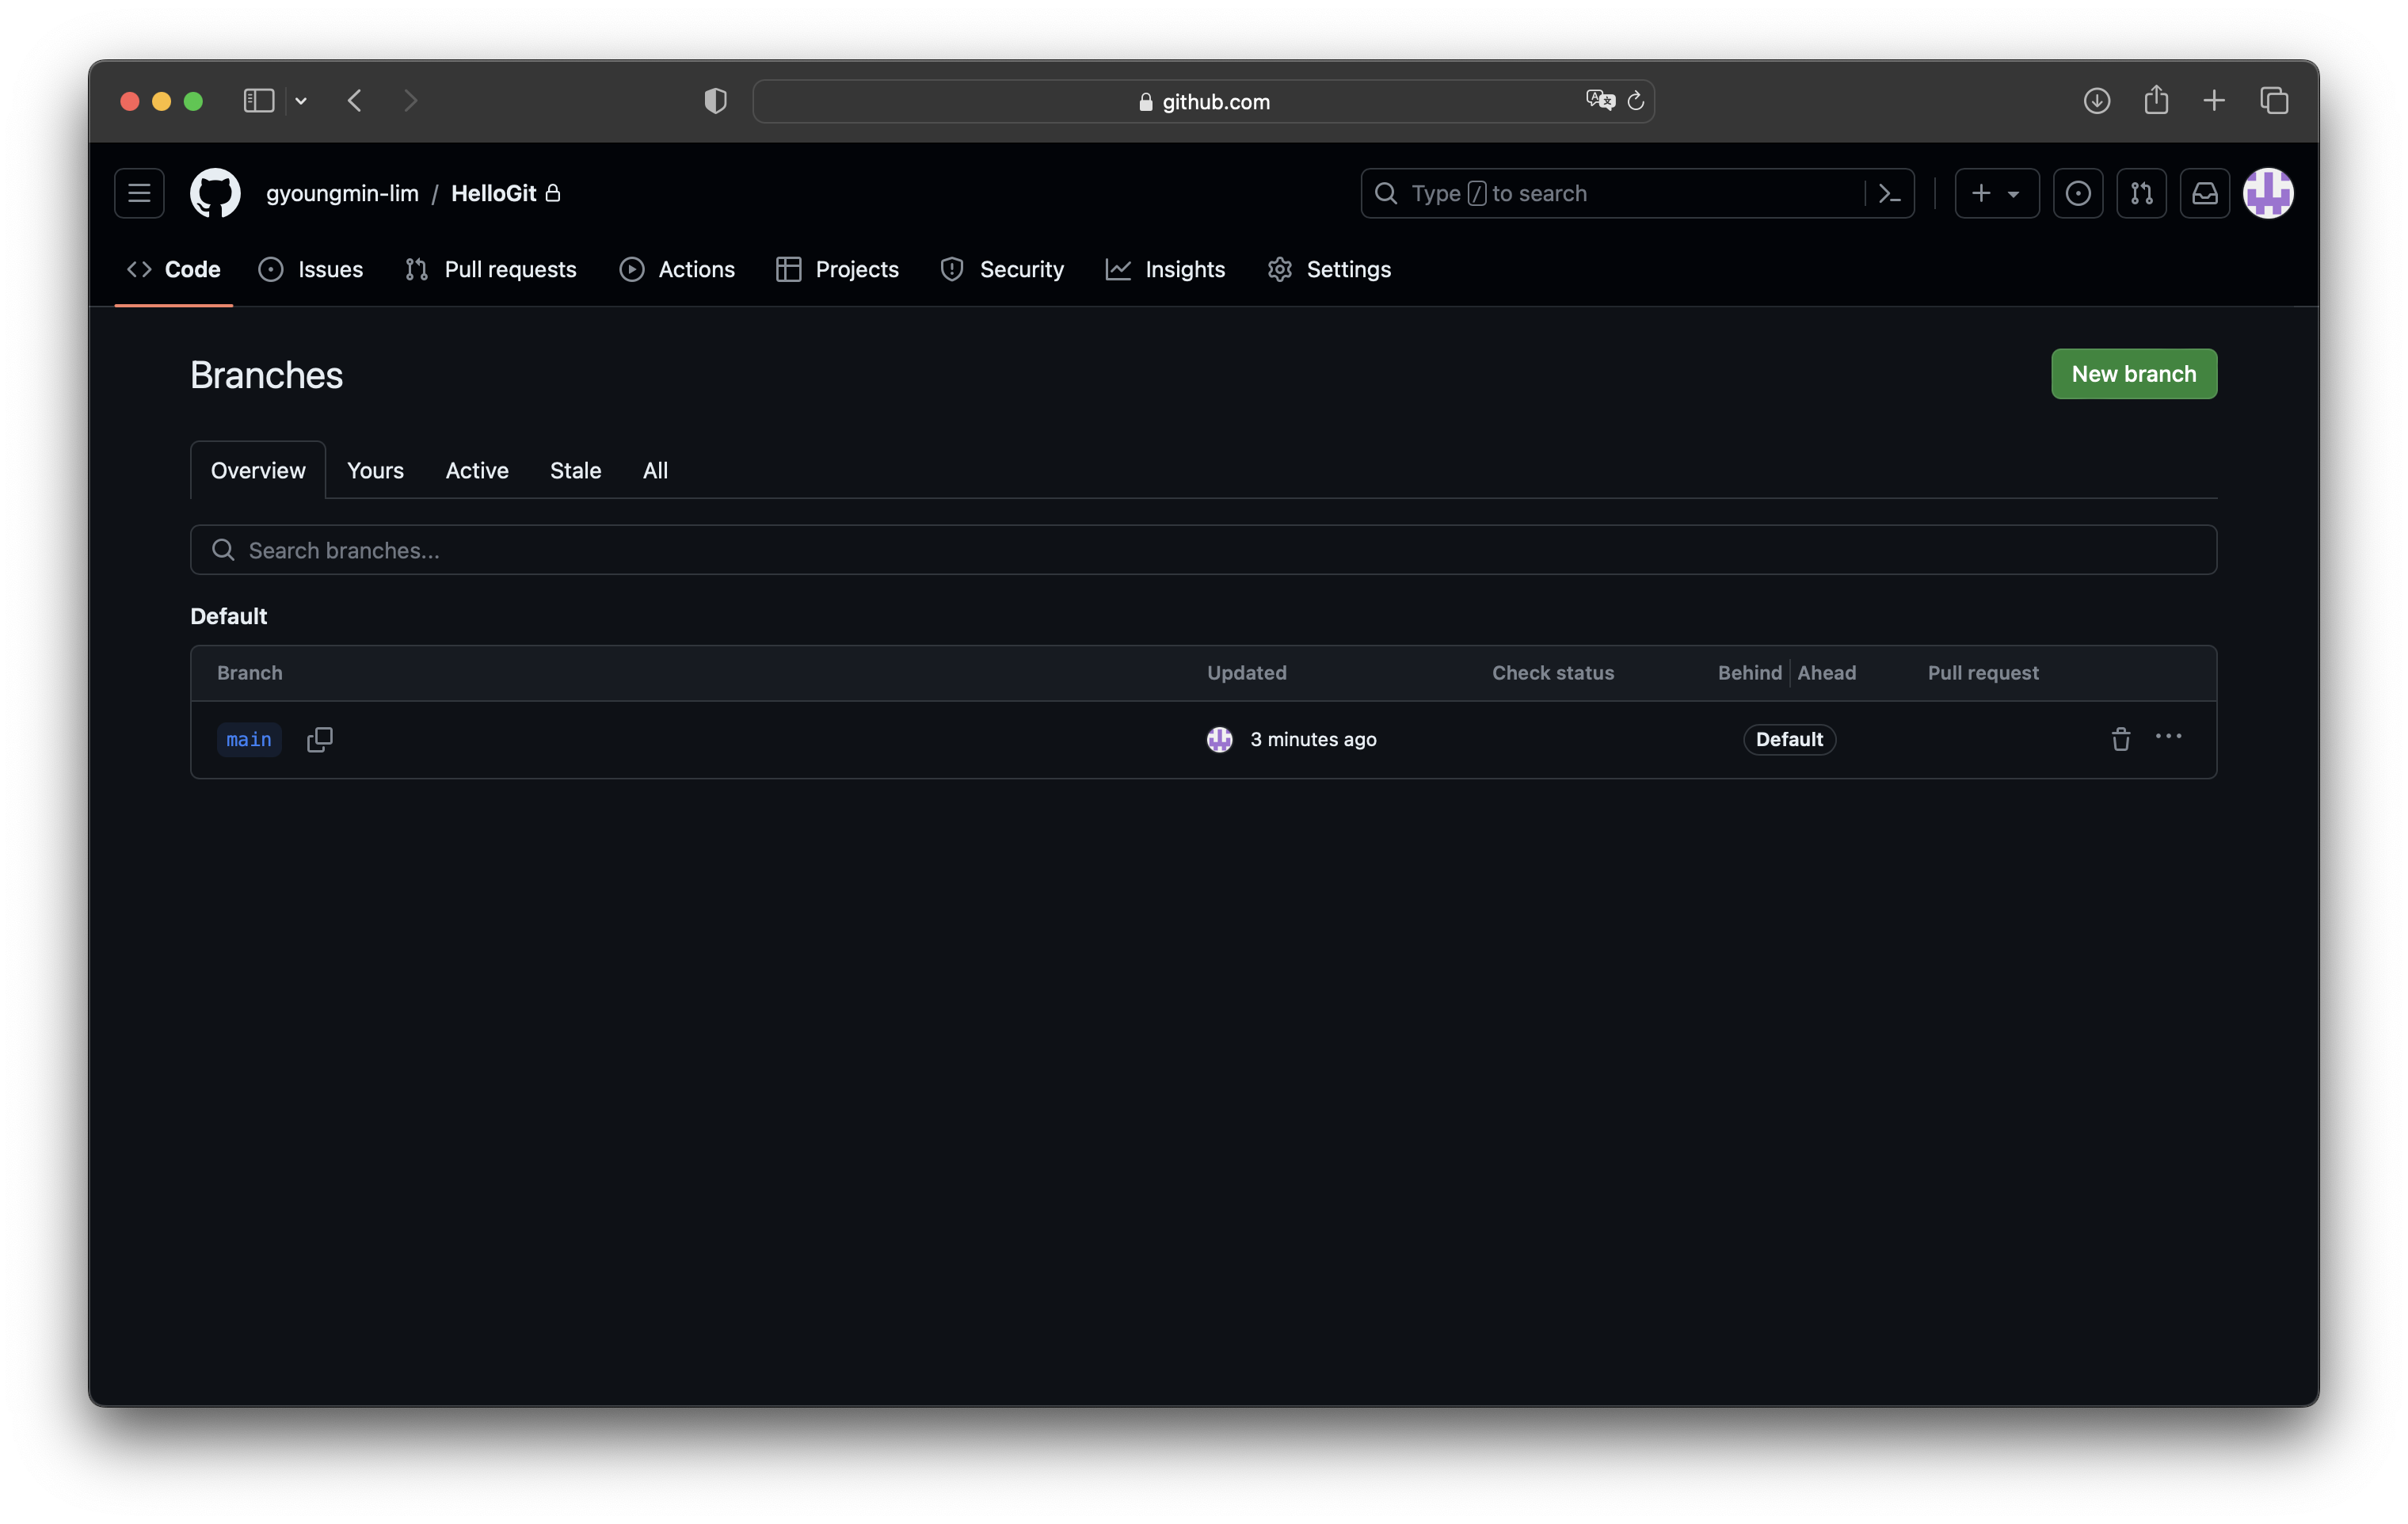 github.com
gyoungmin-lim / HelloGit
Type / to search
Code Issues Pull requests Actions Projects Security Insights Settings
Branches
New branch
Overview Yours Active Stale All
Search branches...
Default
Branch Updated Check status Behind Ahead Pull request
main 3 minutes ago Default